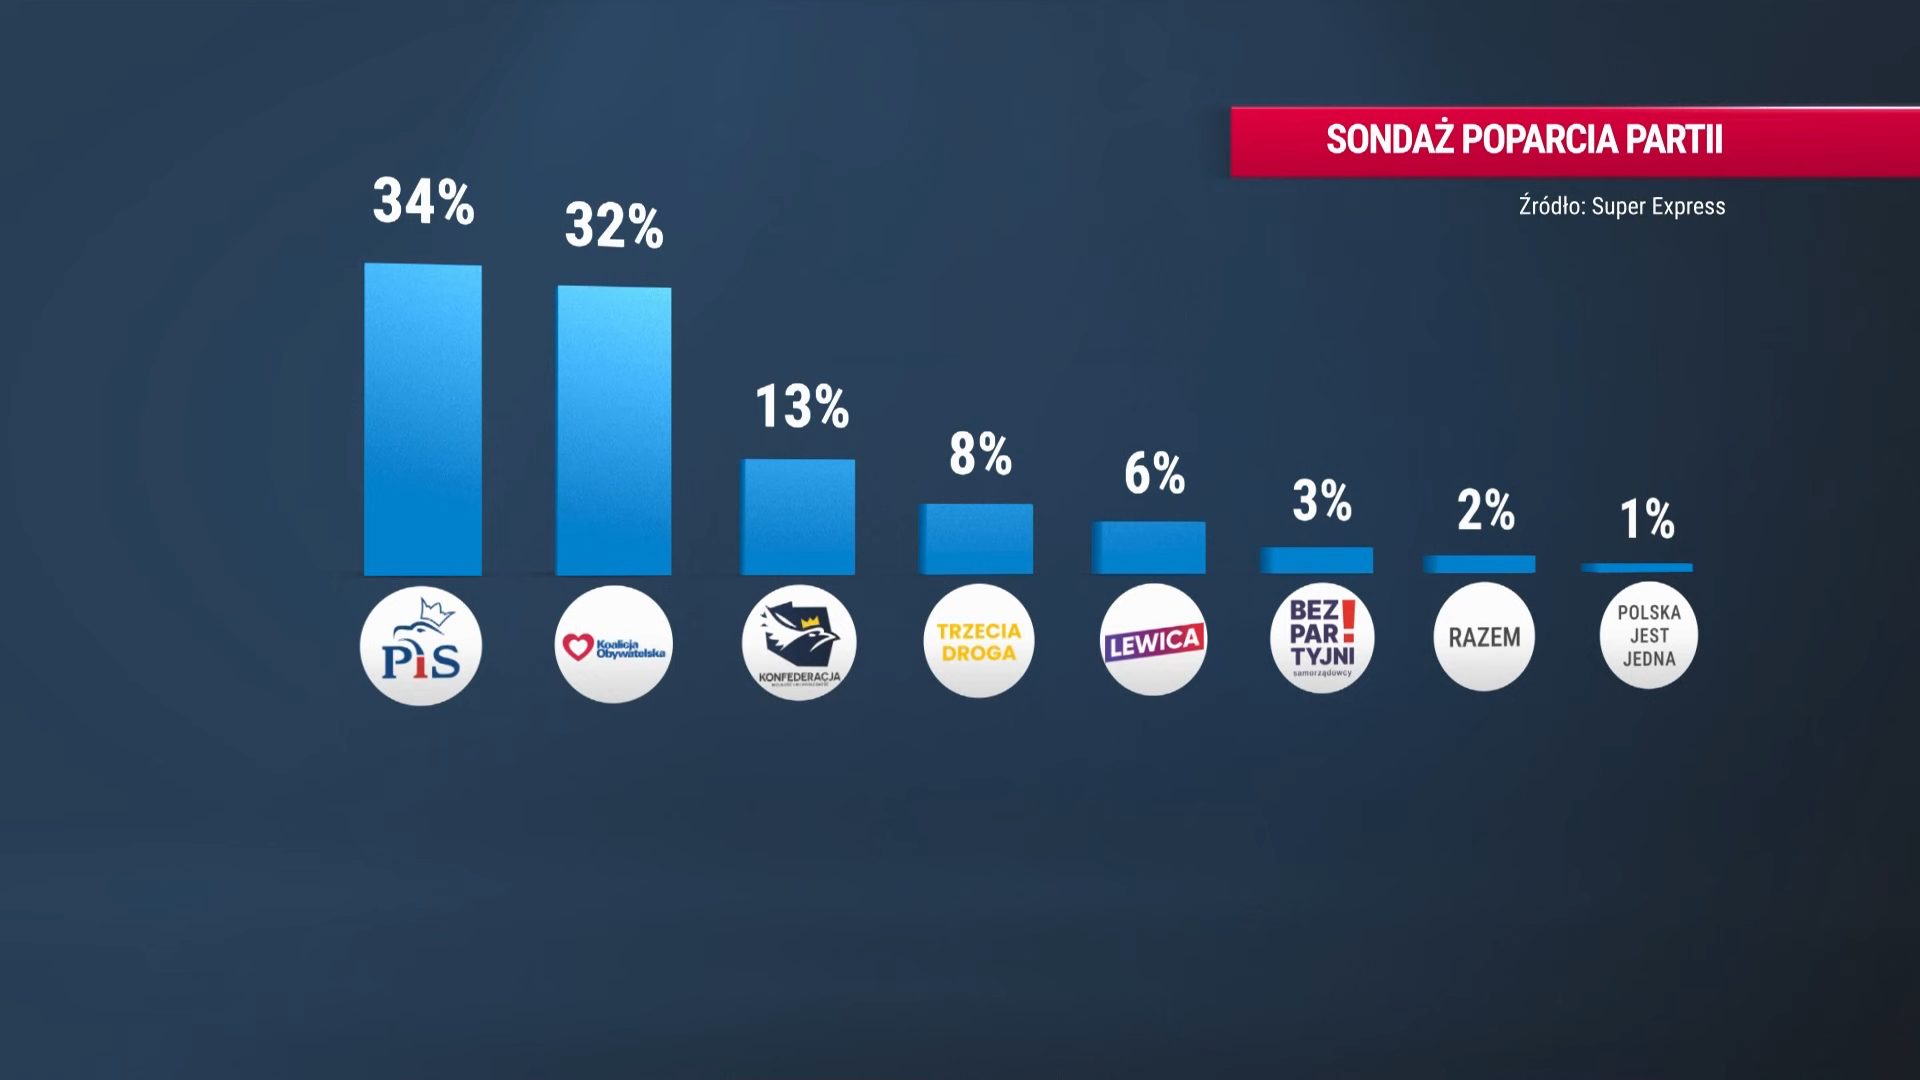 SONDAŻ POPARCIA PARTII
Źródło: Super Express
34%
32%
13%
8%
6%
3%
2%
1%
PiS
Koalicja
Obywatelska
KONFEDERACJA
TRZECIA
DROGA
LEWICA
BEZ
PAR!
TYJNI
samorządowcy
RAZEM
POLSKA
JEST
JEDNA